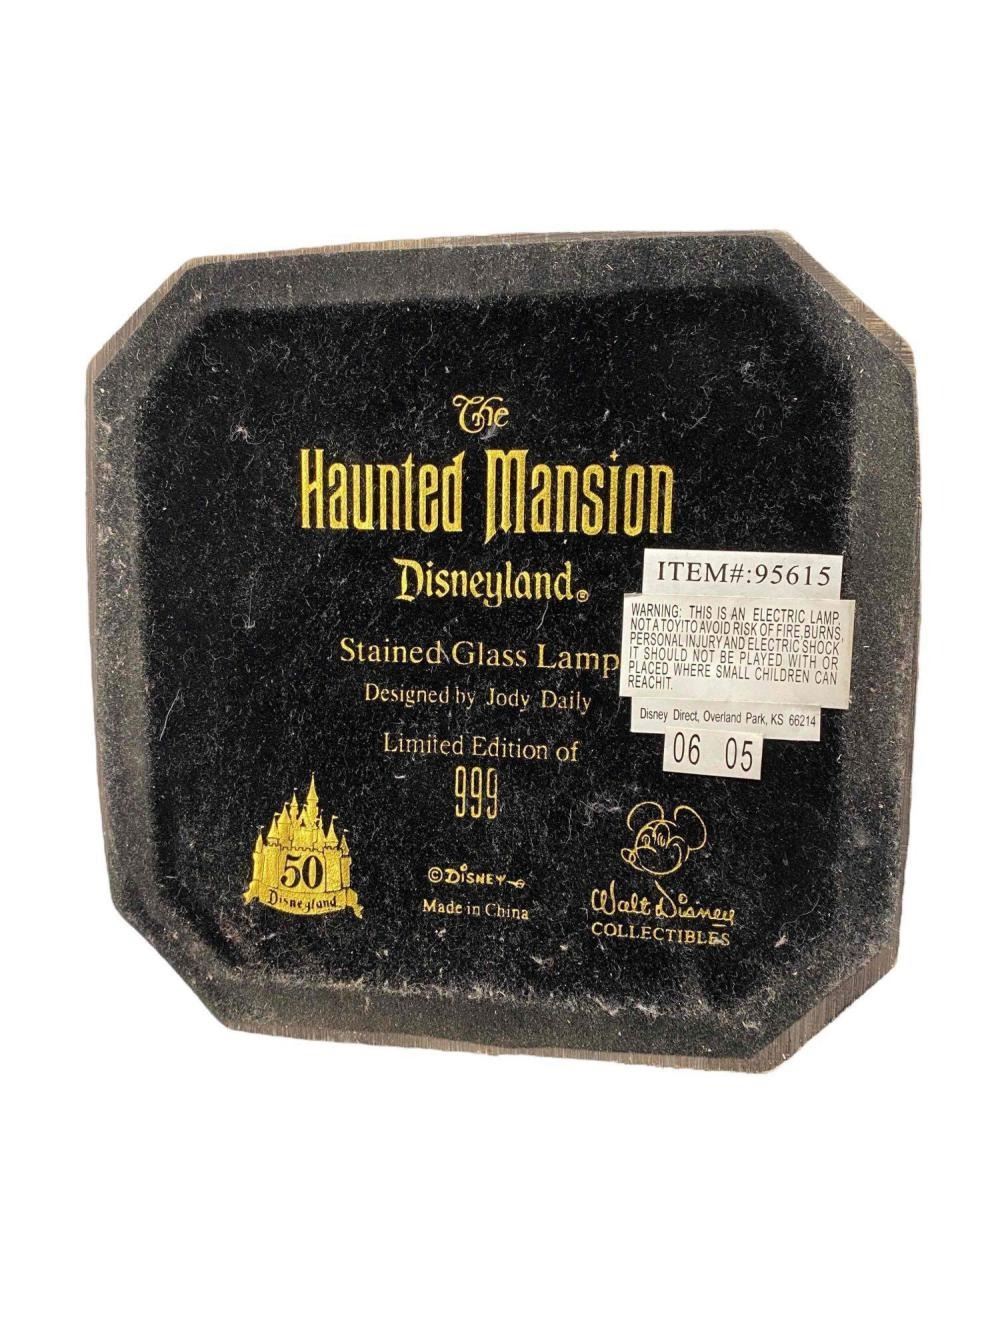 The
Haunted Mansion
Disneyland®
Stained Glass Lamp
Designed by Jody Daily
Limited Edition of
999
50
Disneyland
©DISNEY
Made in China
Walt Disney
COLLECTIBLES
ITEM#:95615
WARNING: THIS IS AN ELECTRIC LAMP.
NOT A TOY!TO AVOID RISK OF FIRE,BURNS,
PERSONAL INJURY AND ELECTRIC SHOCK
IT SHOULD NOT BE PLAYED WITH OR
PLACED WHERE SMALL CHILDREN CAN
REACHIT.
Disney Direct, Overland Park, KS 66214
06 05